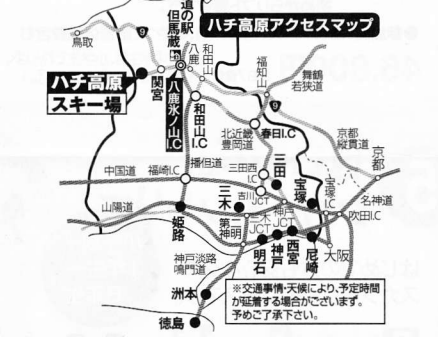 ハチ高原アクセスマップ
道の駅
但馬蔵
9
鳥取
八鹿
和田山
福知山
舞鶴
若狭道
ハチ高原
スキー場
関宮
八鹿氷ノ山I.C
和田山I.C
9
北近畿
豊岡道
春日I.C
京都
縦貫道
京都
播但道
中国道
福崎I.C
三田西I.C
三田
宝塚
宝塚I.C
名神道
吉川JCT
三木
山陽道
神戸JCT
三木JCT
吹田I.C
姫路
第二神明
明石
神戸
西宮
尼崎
大阪
神戸淡路
鳴門道
洲本
徳島
※交通事情・天候により、予定時間
が延着する場合がございます。
予めご了承下さい。